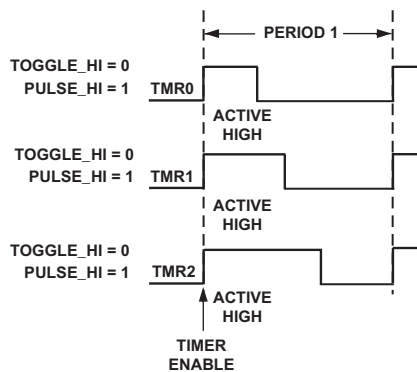 PERIOD 1
TOGGLE_HI = 0
PULSE_HI = 1 TMR0
ACTIVE
HIGH
TOGGLE_HI = 0
PULSE_HI = 1 TMR1
ACTIVE
HIGH
TOGGLE_HI = 0
PULSE_HI = 1 TMR2
ACTIVE
HIGH
TIMER
ENABLE